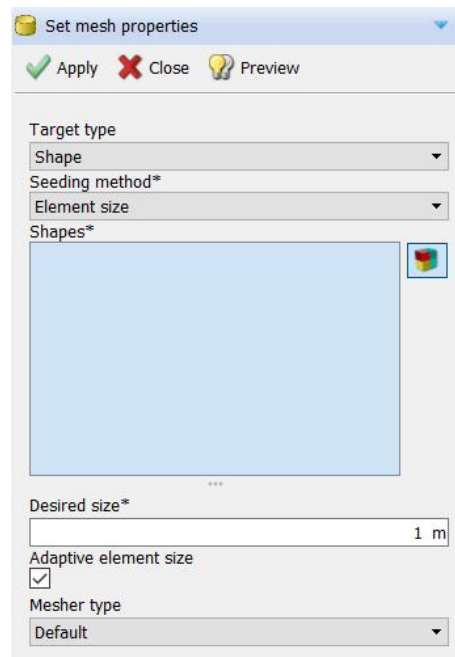 Set mesh properties
Apply Close Preview
Target type
Shape
Seeding method*
Element size
Shapes*
Desired size*
1 m
Adaptive element size
Mesher type
Default